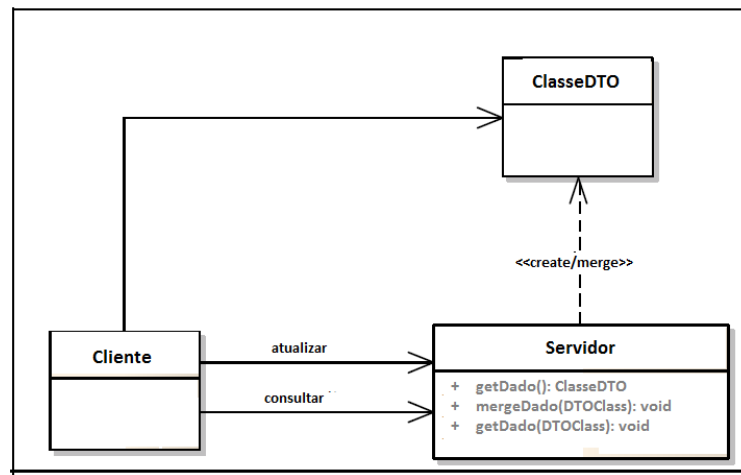 ClasseDTO
<<create/merge>>
Cliente
atualizar
consultar
Servidor
+ getDado(): ClasseDTO
+ mergeDado(DTOClass): void
+ getDado(DTOClass): void